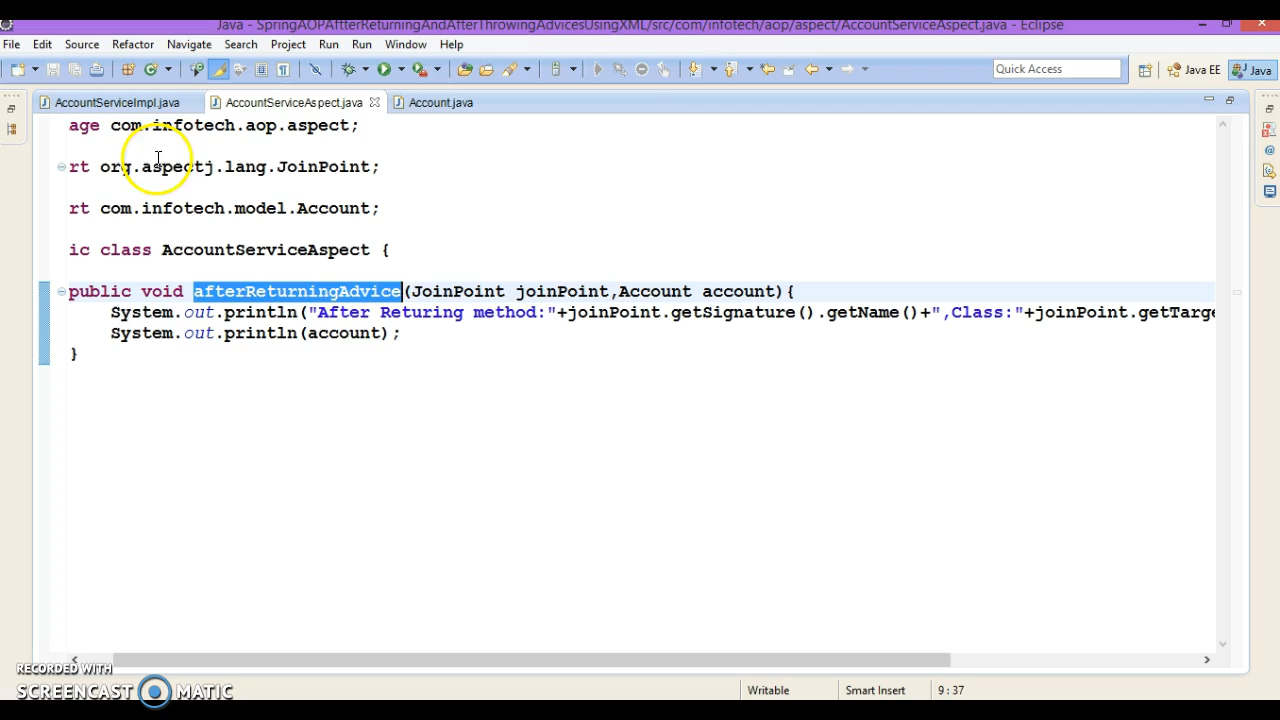 Java - SpringAOPAftterReturningAndAfterThrowingAdvicesUsingXML/src/com/infotech/aop/aspect/AccountServiceAspect.java - Eclipse
File Edit Source Refactor Navigate Search Project Run Run Window Help
Quick Access Java EE Java
AccountServiceImpl.java AccountServiceAspect.java Account.java
age com.infotech.aop.aspect;
rt org.aspectj.lang.JoinPoint;
rt com.infotech.model.Account;
ic class AccountServiceAspect {
public void afterReturningAdvice(JoinPoint joinPoint,Account account){
System.out.println("After Returing method:"+joinPoint.getSignature().getName()+",Class:"+joinPoint.getTarge
System.out.println(account);
}
RECORDED WITH
SCREENCAST MATIC
Writable Smart Insert 9 : 37